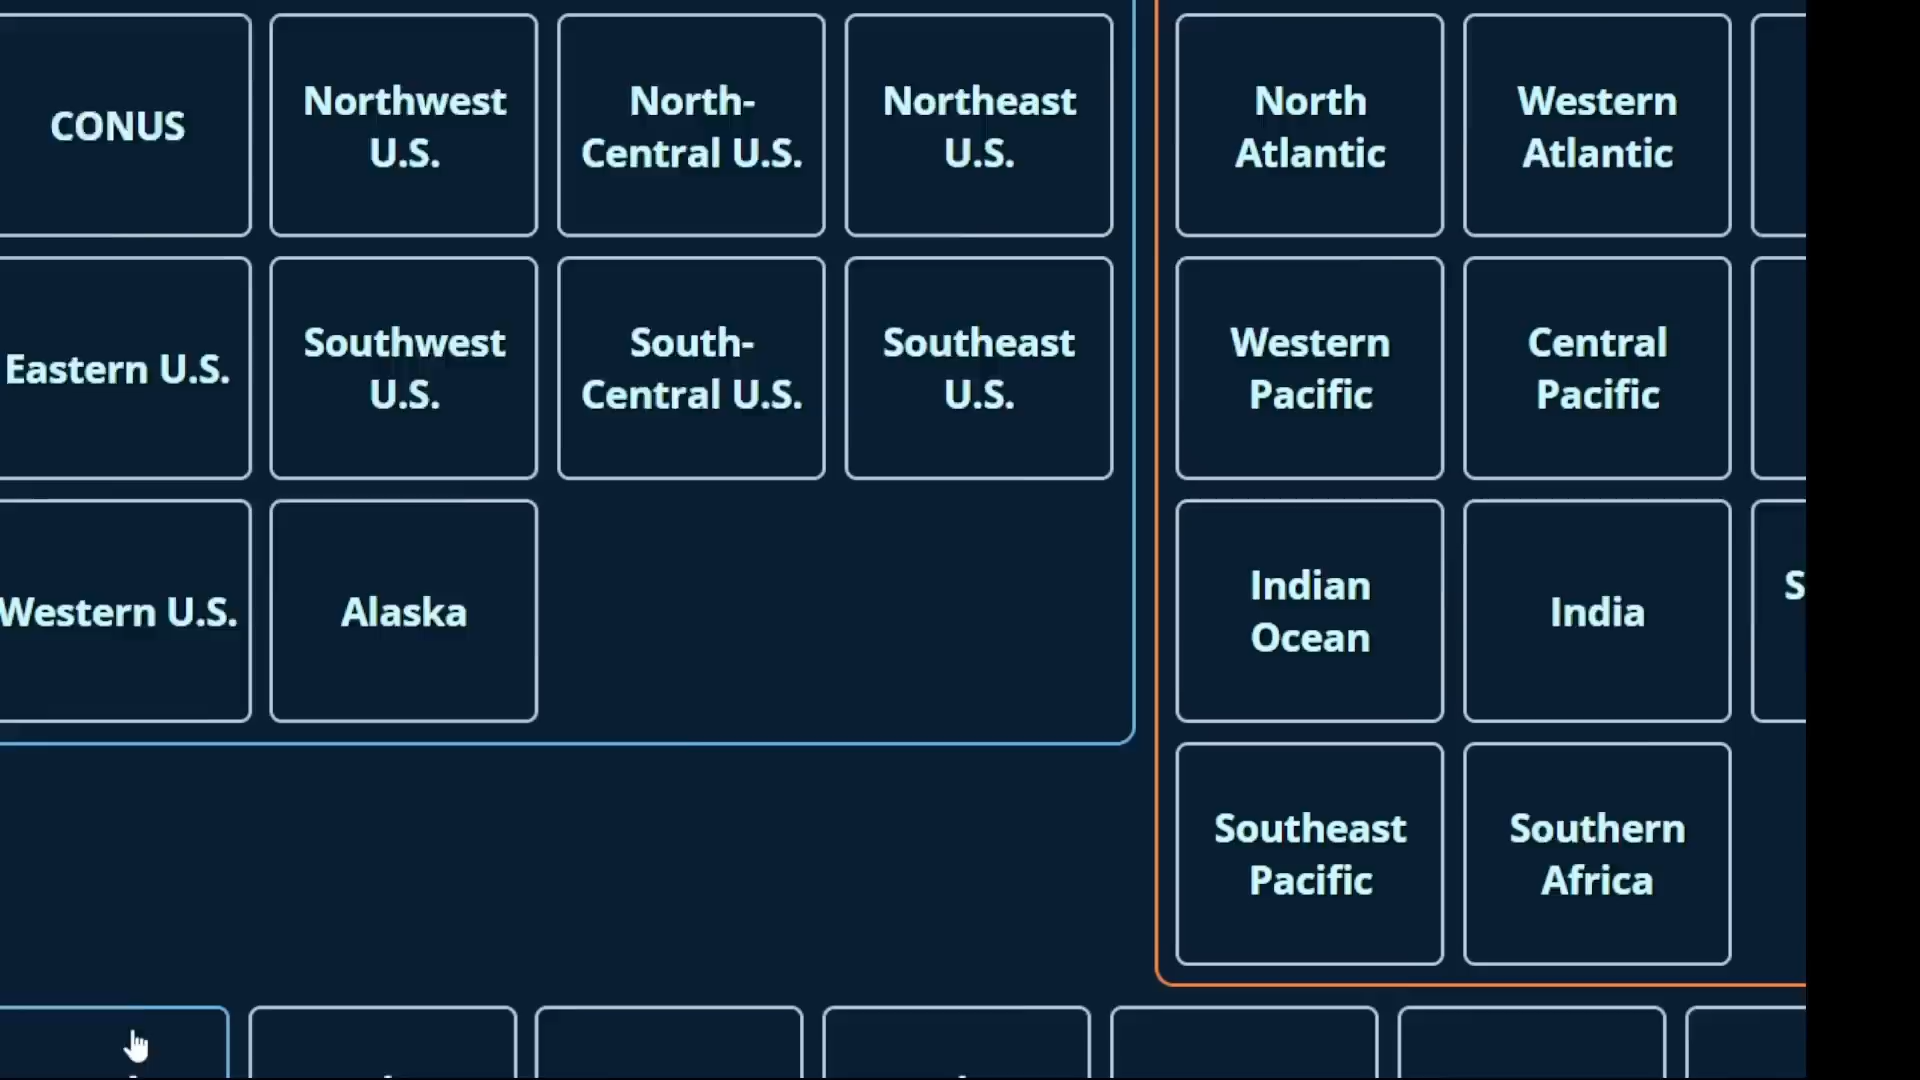 CONUS
Northwest
U.S.
North-
Central U.S.
Northeast
U.S.
Eastern U.S.
Southwest
U.S.
South-
Central U.S.
Southeast
U.S.
Western U.S.
Alaska
North
Atlantic
Western
Atlantic
Western
Pacific
Central
Pacific
Indian
Ocean
India
S
Southeast
Pacific
Southern
Africa